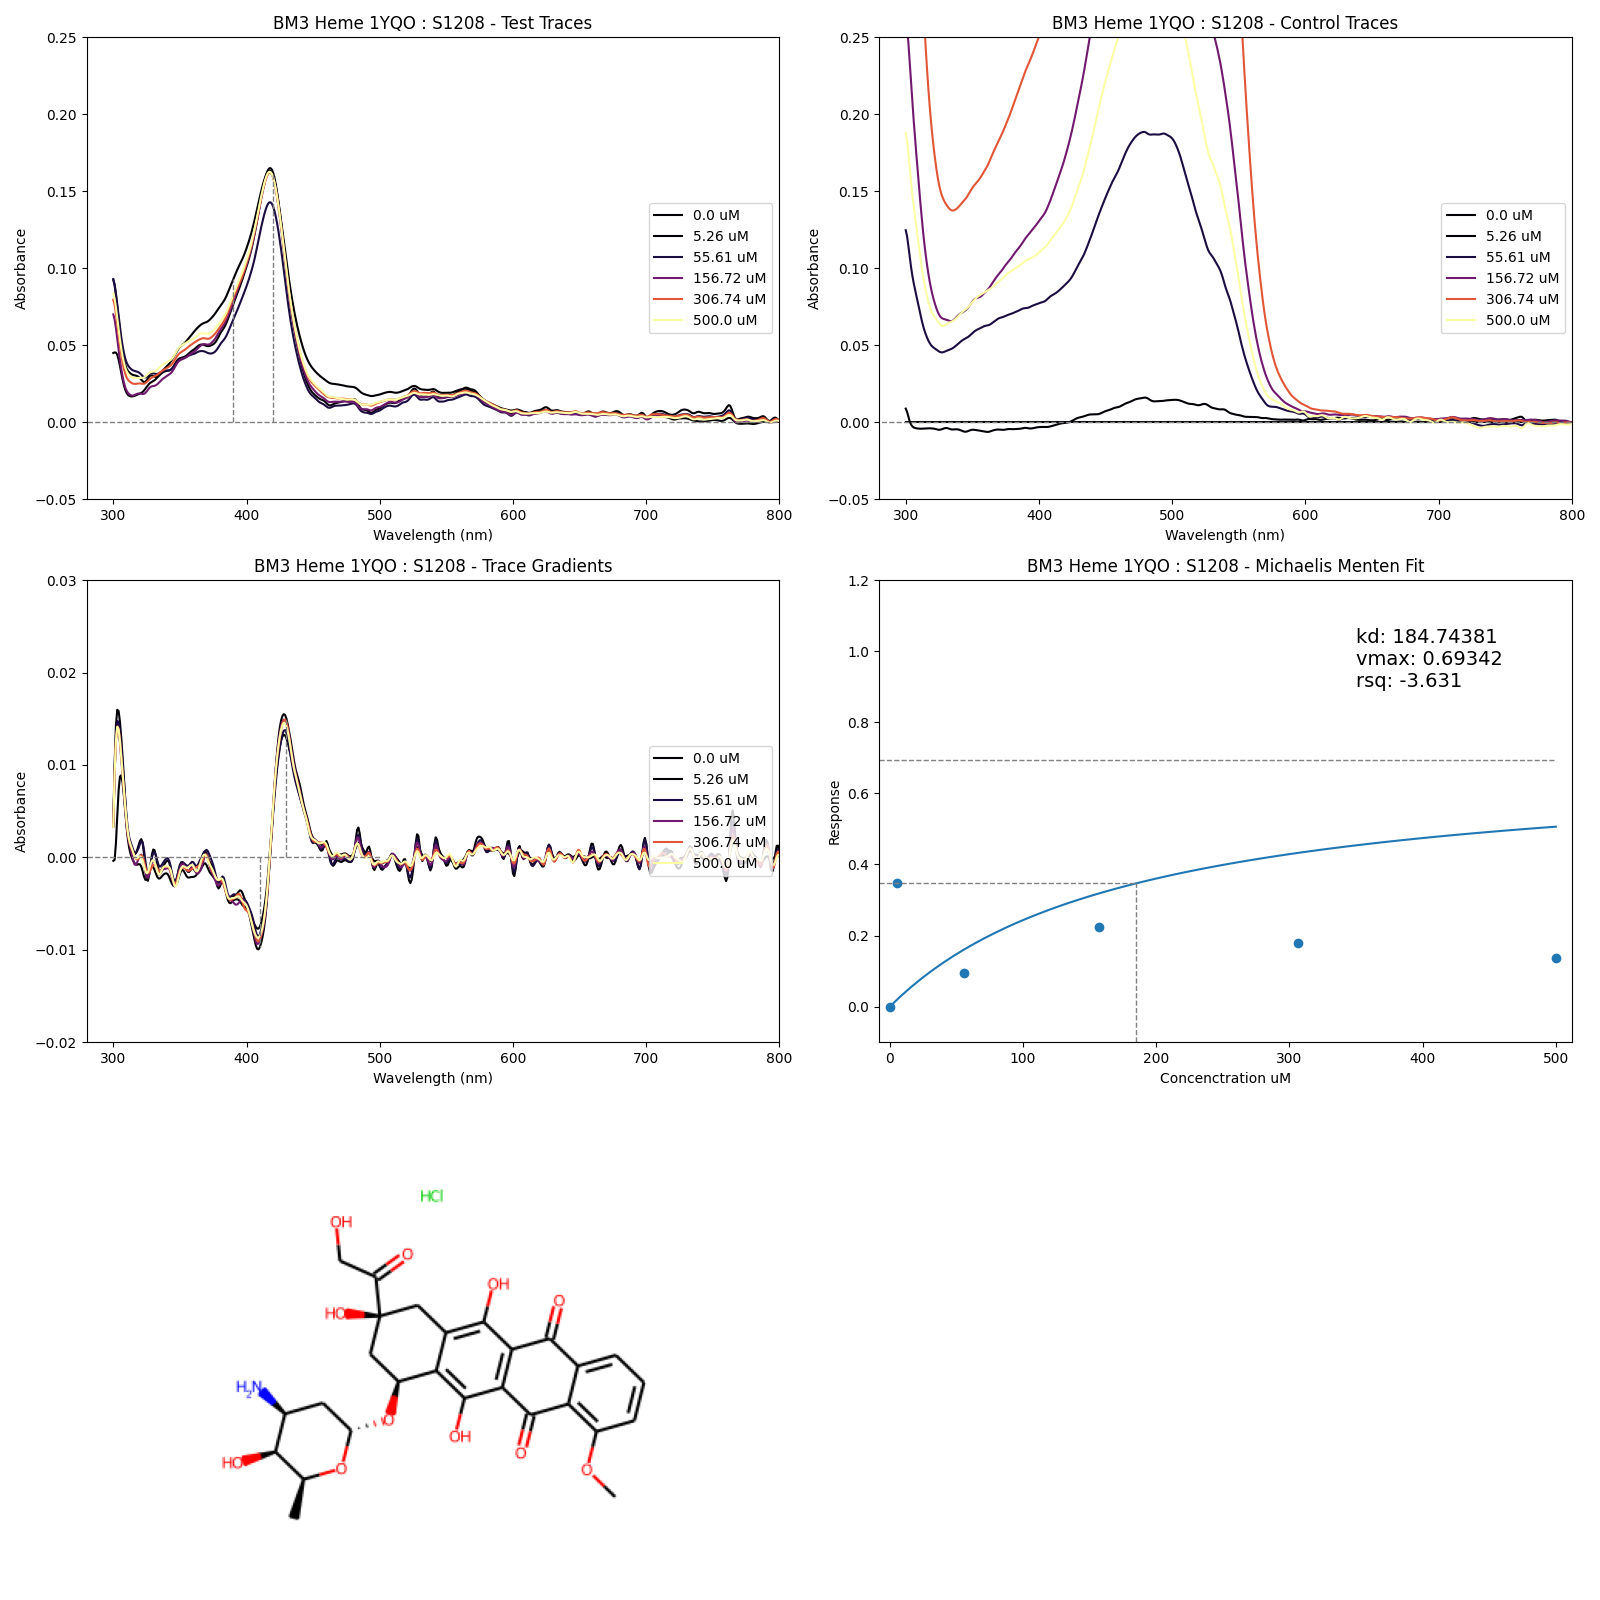 BM3 Heme 1YQO : S1208 - Test Traces
0.25
0.20
0.15
0.10
0.05
0.00
−0.05
Absorbance
300 400 500 600 700 800
Wavelength (nm)
0.0 uM
5.26 uM
55.61 uM
156.72 uM
306.74 uM
500.0 uM
BM3 Heme 1YQO : S1208 - Control Traces
0.25
0.20
0.15
0.10
0.05
0.00
−0.05
Absorbance
300 400 500 600 700 800
Wavelength (nm)
0.0 uM
5.26 uM
55.61 uM
156.72 uM
306.74 uM
500.0 uM
BM3 Heme 1YQO : S1208 - Trace Gradients
0.03
0.02
0.01
0.00
−0.01
−0.02
Absorbance
300 400 500 600 700 800
Wavelength (nm)
0.0 uM
5.26 uM
55.61 uM
156.72 uM
306.74 uM
500.0 uM
BM3 Heme 1YQO : S1208 - Michaelis Menten Fit
1.2
1.0
0.8
0.6
0.4
0.2
0.0
Response
0 100 200 300 400 500
Concenctration uM
kd: 184.74381
vmax: 0.69342
rsq: -3.631
HCl
OH
O
OH
HO
O
H2N
O
OH
O
HO
O
O